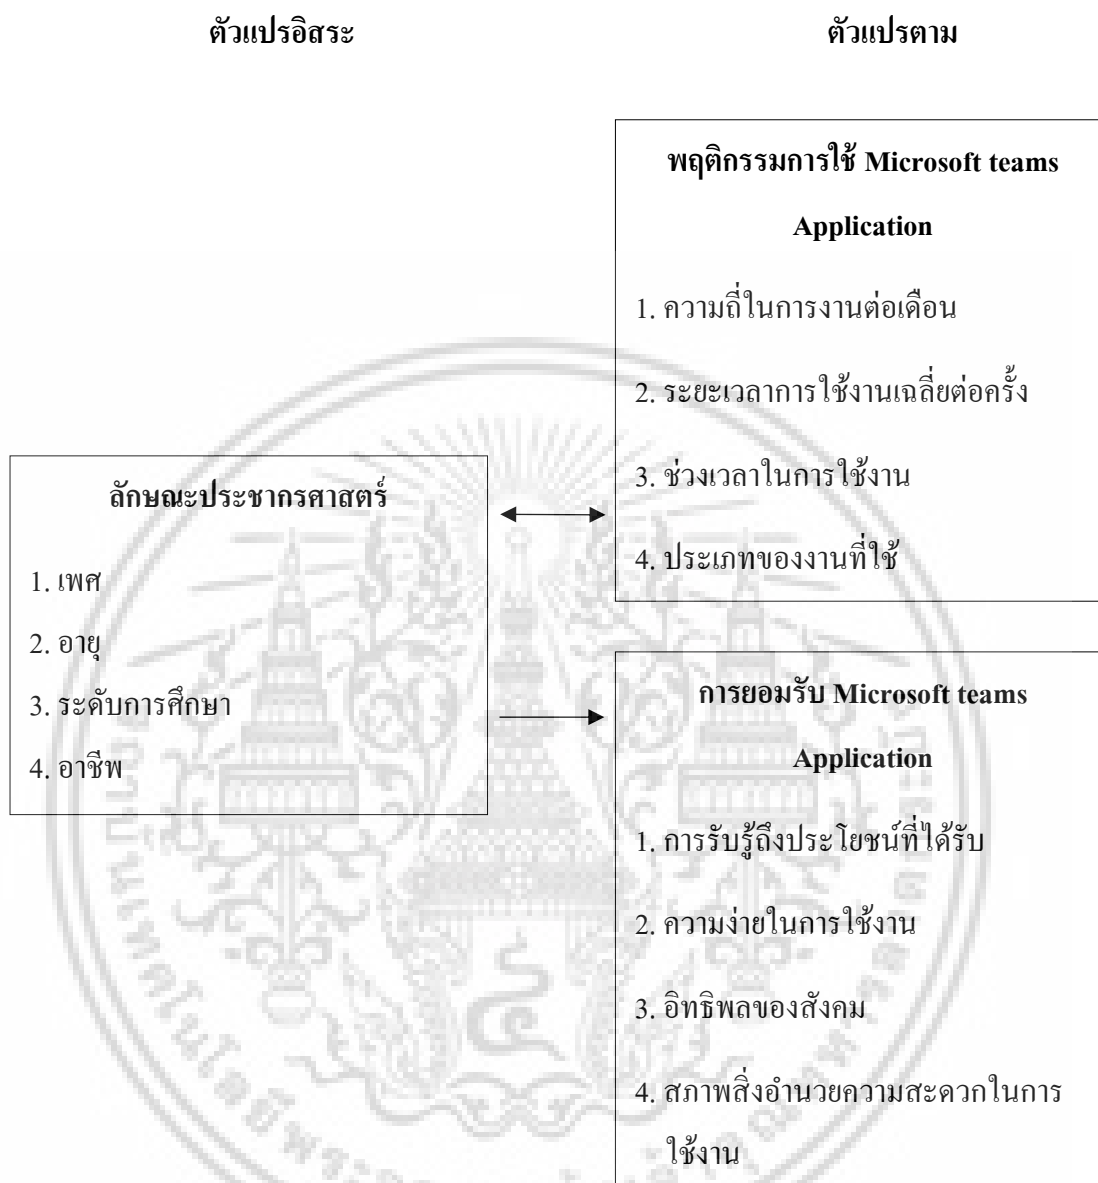 ตัวแปรอิสระ
ตัวแปรตาม
พฤติกรรมการใช้ Microsoft teams
Application
1. ความถี่ในการงานต่อเดือน
2. ระยะเวลาการใช้งานเฉลี่ยต่อครั้ง
3. ช่วงเวลาในการใช้งาน
4. ประเภทของงานที่ใช้
ลักษณะประชากรศาสตร์
1. เพศ
2. อายุ
3. ระดับการศึกษา
4. อาชีพ
การยอมรับ Microsoft teams
Application
1. การรับรู้ถึงประโยชน์ที่ได้รับ
2. ความง่ายในการใช้งาน
3. อิทธิพลของสังคม
4. สภาพสิ่งอำนวยความสะดวกในการ
ใช้งาน